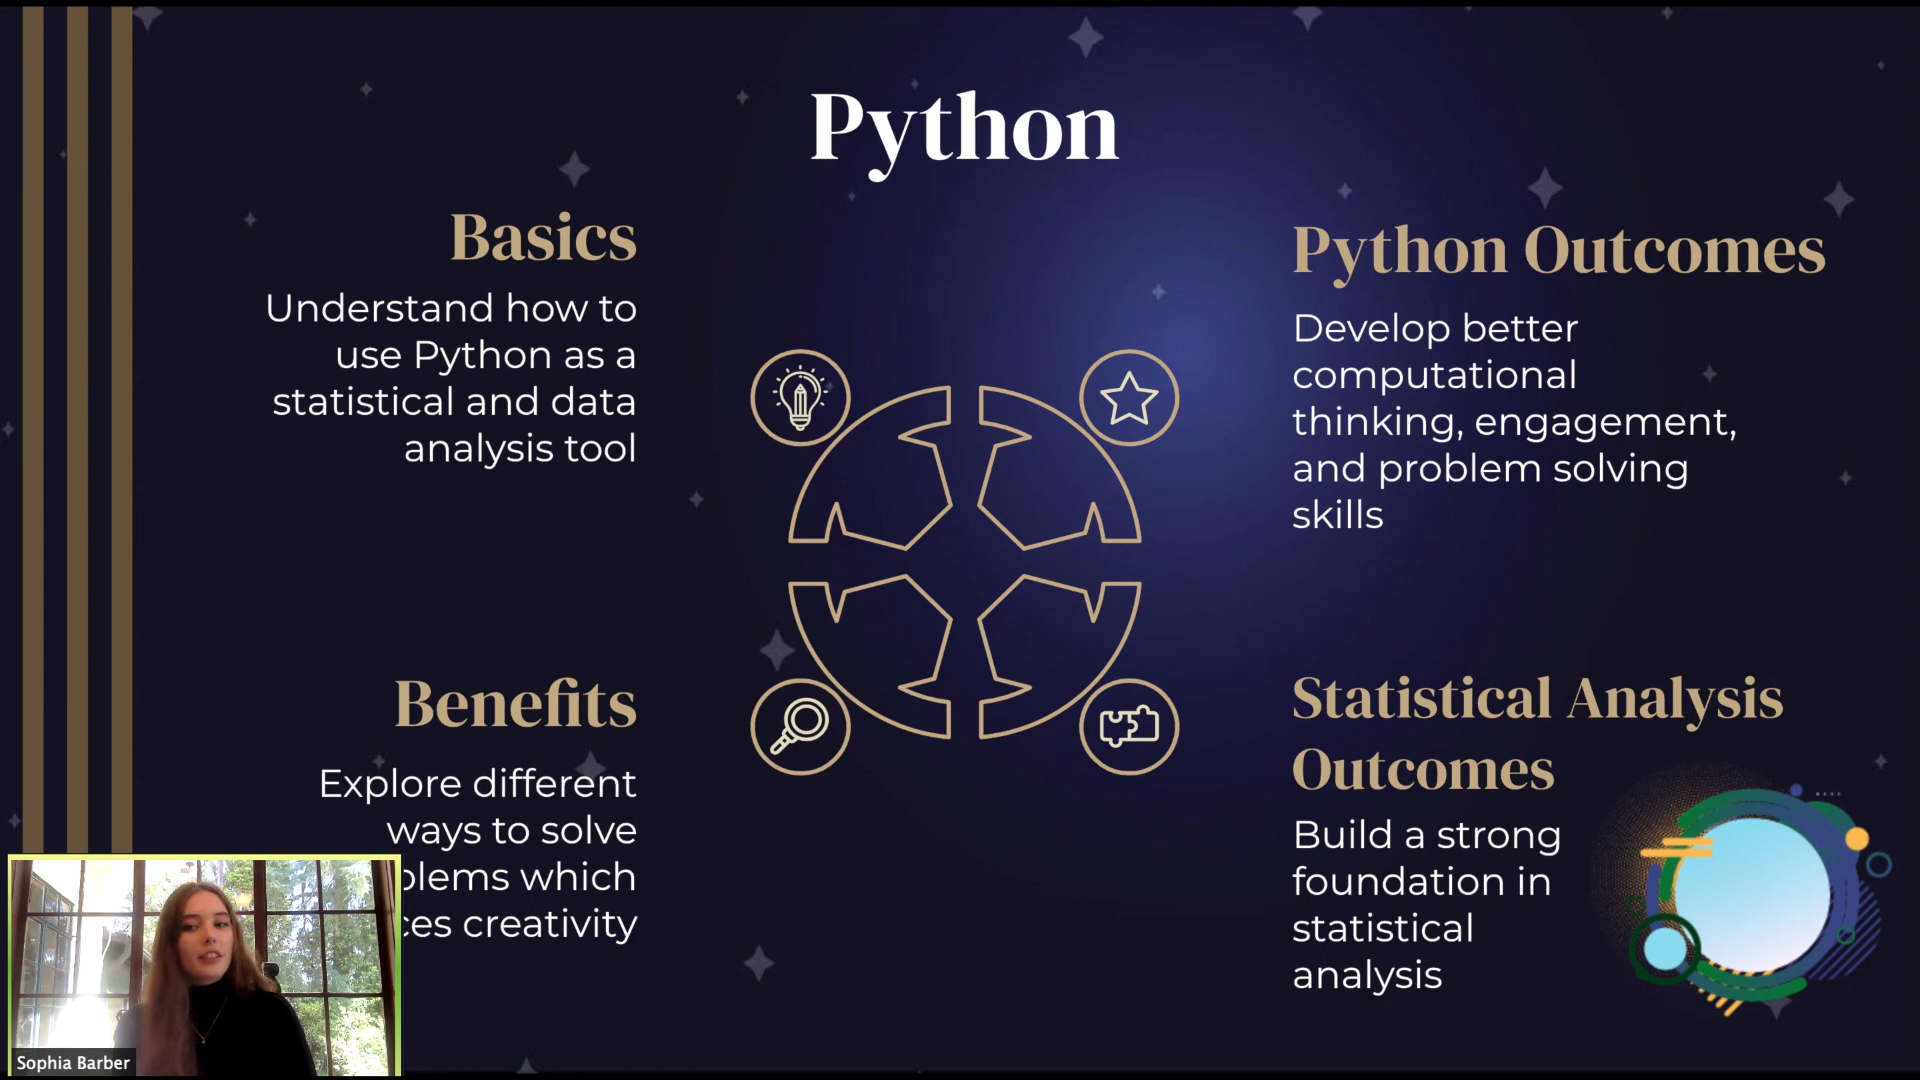 Python
Basics
Understand how to
use Python as a
statistical and data
analysis tool
Python Outcomes
Develop better
computational
thinking, engagement,
and problem solving
skills
Benefits
Explore different
ways to solve
which
creativity
Statistical Analysis
Outcomes
Build a strong
foundation in
statistical
analysis
Sophia Barber